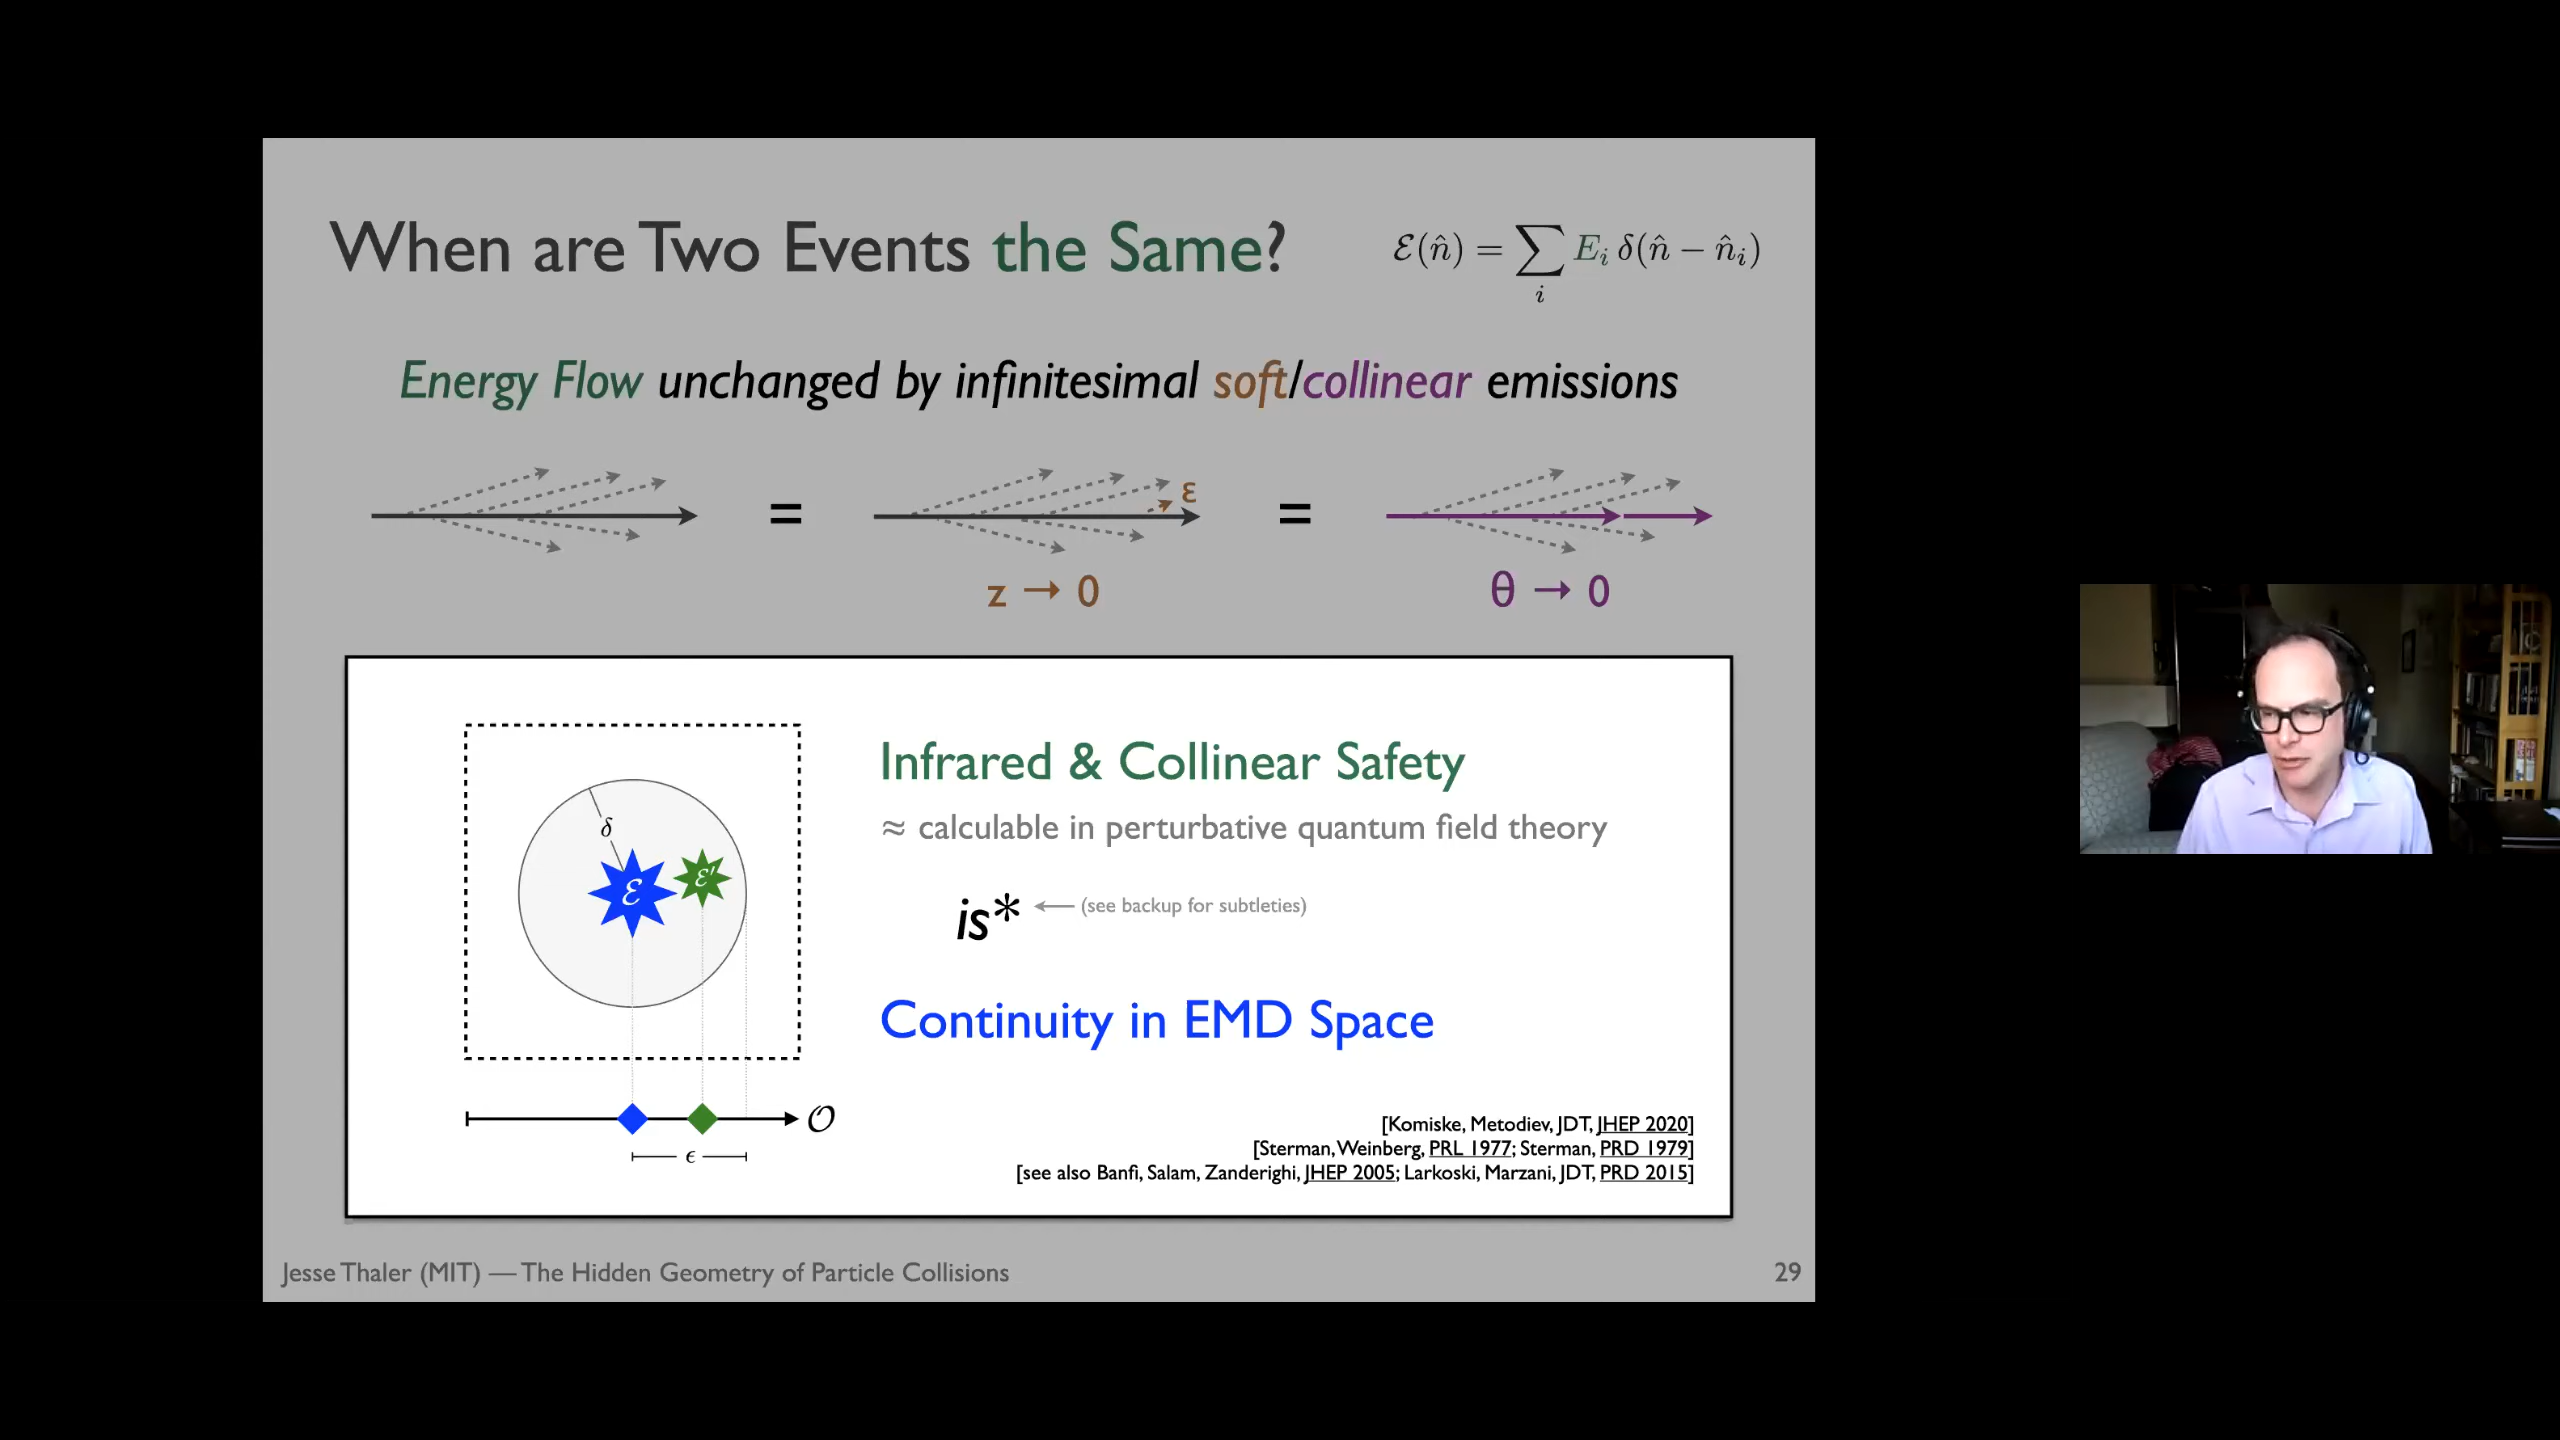 When are Two Events the Same?
ℰ(n̂) = ∑ᵢ Eᵢ δ(n̂ − n̂ᵢ)
Energy Flow unchanged by infinitesimal soft/collinear emissions
= ε =
z → 0
θ → 0
Infrared & Collinear Safety
≈ calculable in perturbative quantum field theory
δ
ℰ ℰ′
is* ← (see backup for subtleties)
Continuity in EMD Space
𝒪
ϵ
[Komiske, Metodiev, JDT, JHEP 2020]
[Sterman, Weinberg, PRL 1977; Sterman, PRD 1979]
[see also Banfi, Salam, Zanderighi, JHEP 2005; Larkoski, Marzani, JDT, PRD 2015]
Jesse Thaler (MIT) — The Hidden Geometry of Particle Collisions
29